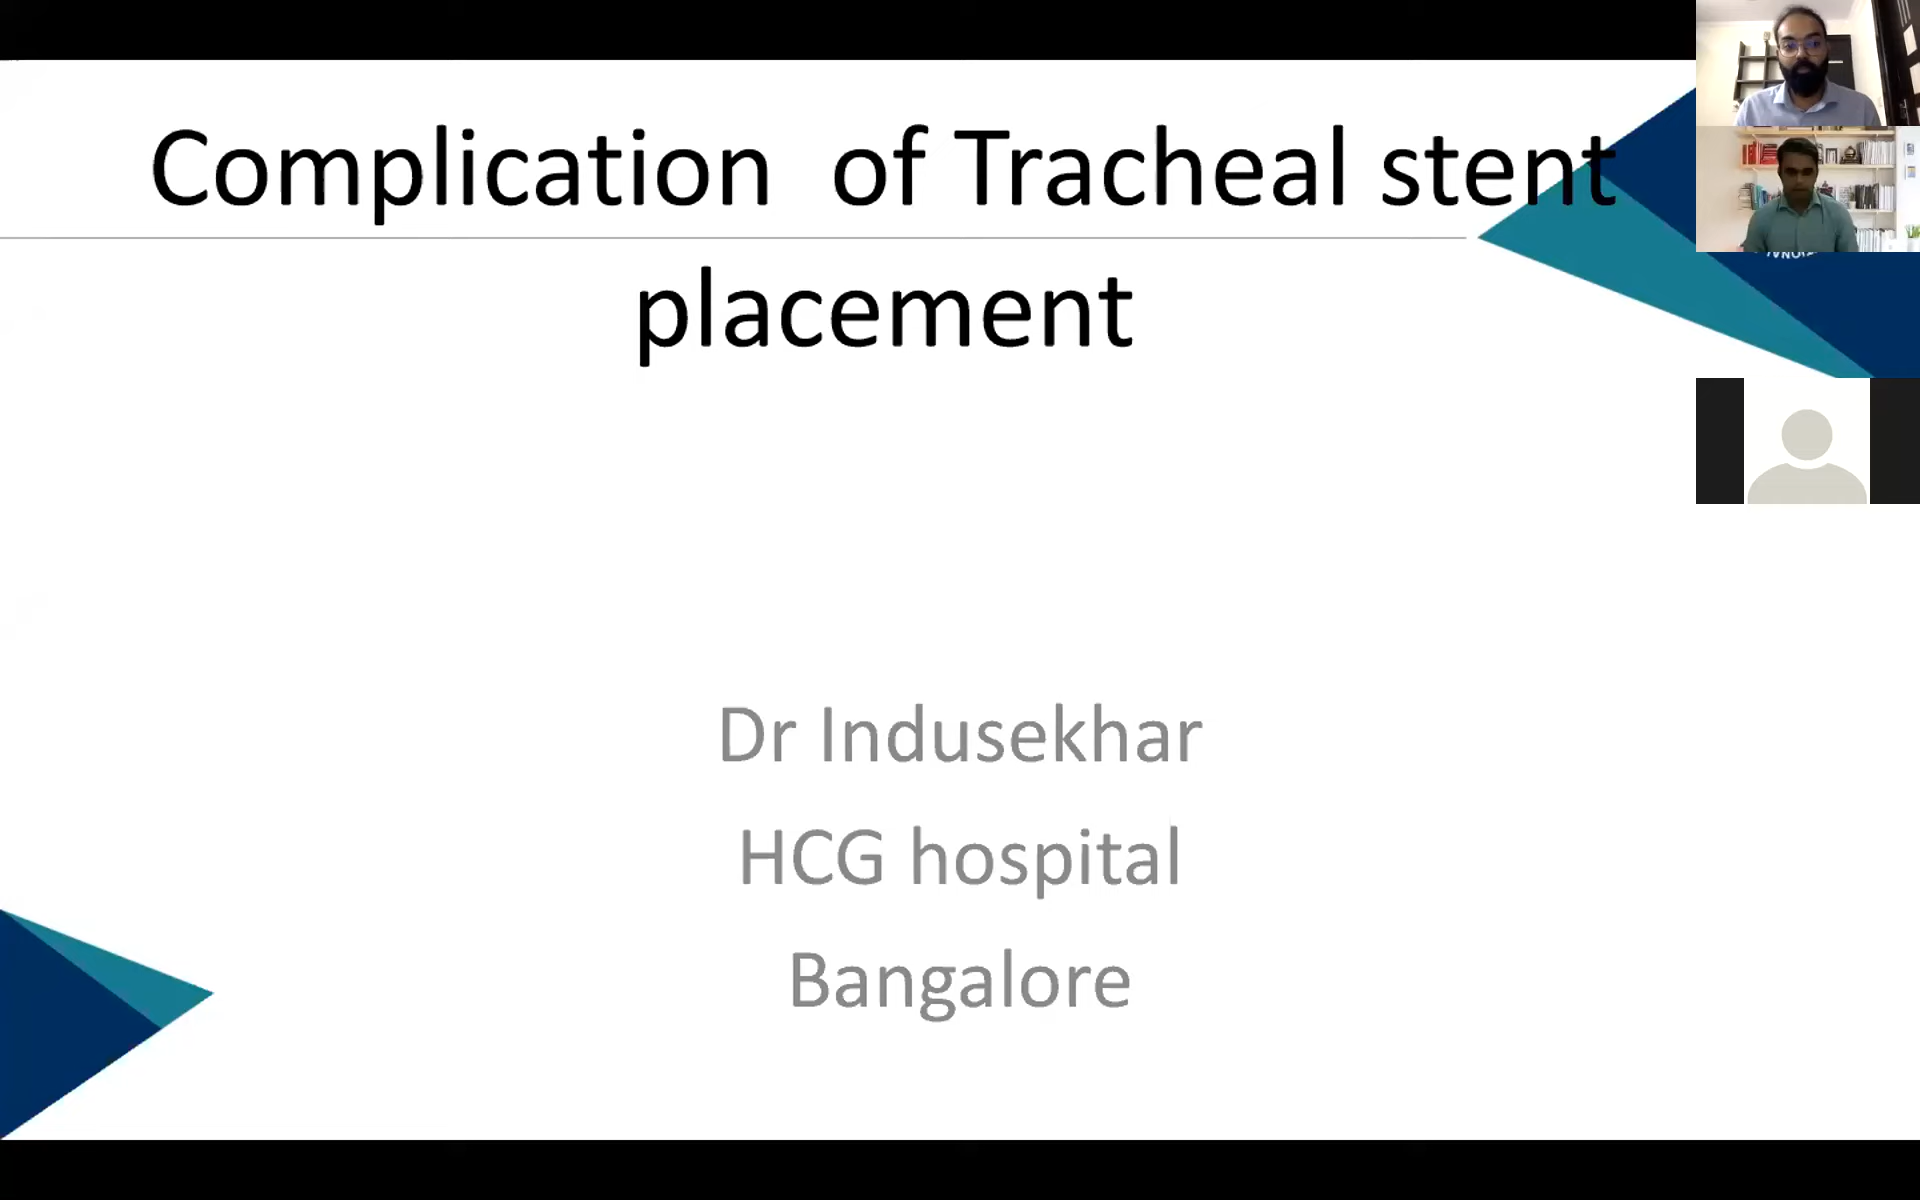 Complication of Tracheal stent
placement
Dr Indusekhar
HCG hospital
Bangalore